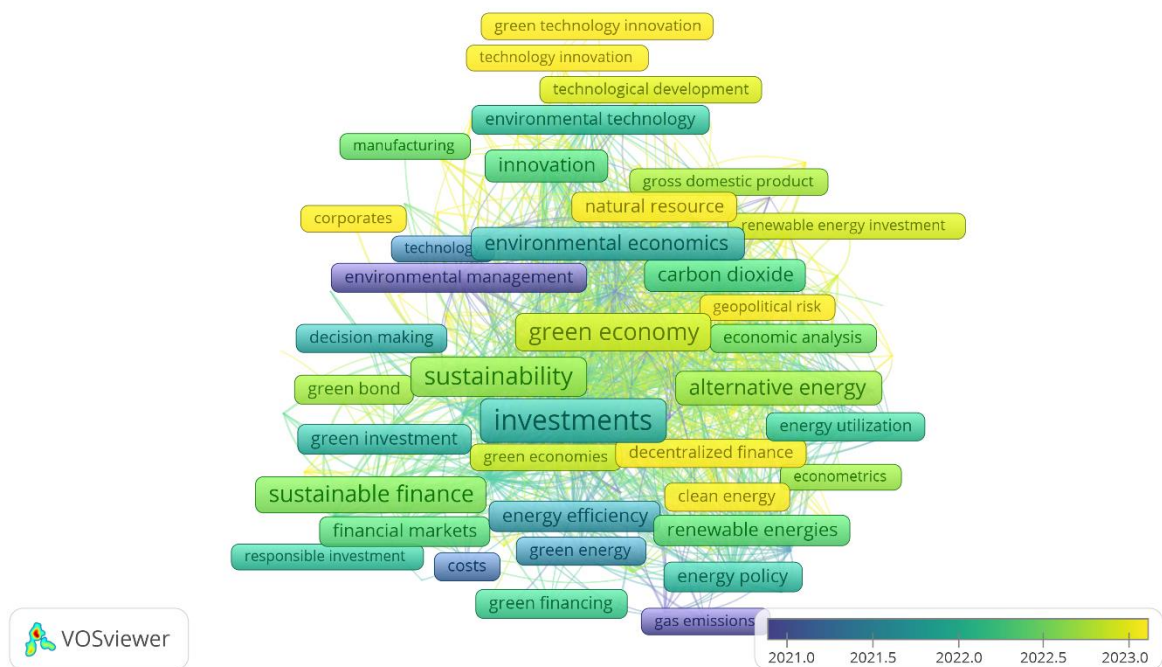 green technology innovation
technology innovation
technological development
environmental technology
manufacturing
innovation
gross domestic product
natural resource
corporates
renewable energy investment
environmental economics
technolog
environmental management
carbon dioxide
geopolitical risk
green economy
decision making
economic analysis
sustainability
green bond
alternative energy
investments
energy utilization
green investment
green economies
decentralized finance
econometrics
sustainable finance
clean energy
energy efficiency
financial markets
renewable energies
responsible investment
green energy
costs
energy policy
green financing
gas emissions
VOSviewer
2021.0 2021.5 2022.0 2022.5 2023.0